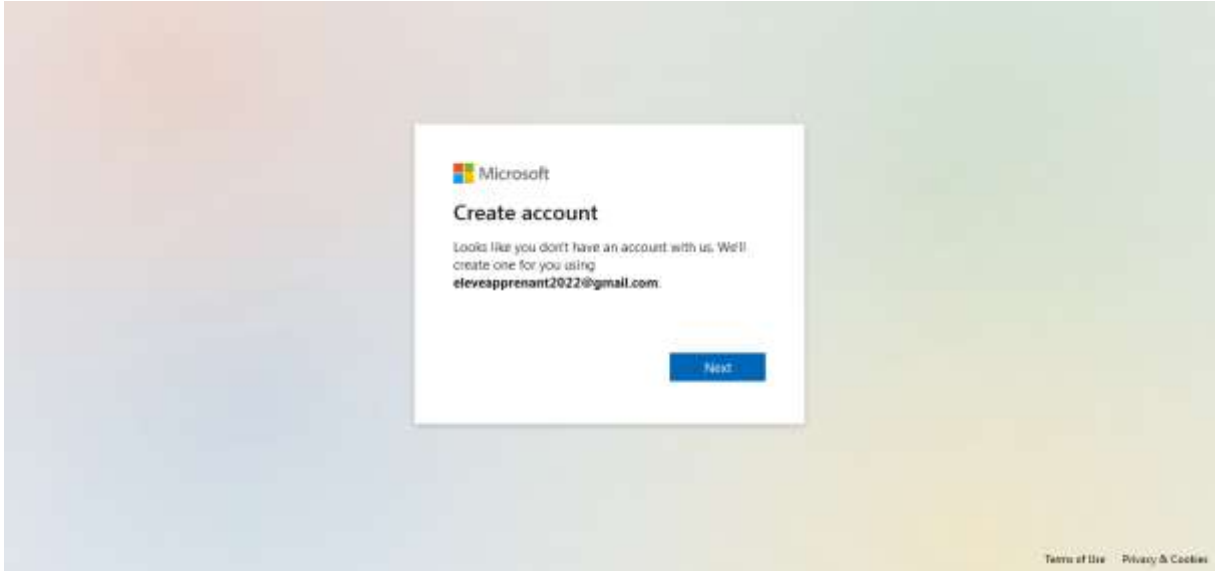 Microsoft
Create account
Looks like you don't have an account with us. We'll
create one for you using
eleveapprenant2022@gmail.com.
Next
Terms of Use Privacy & Cookies